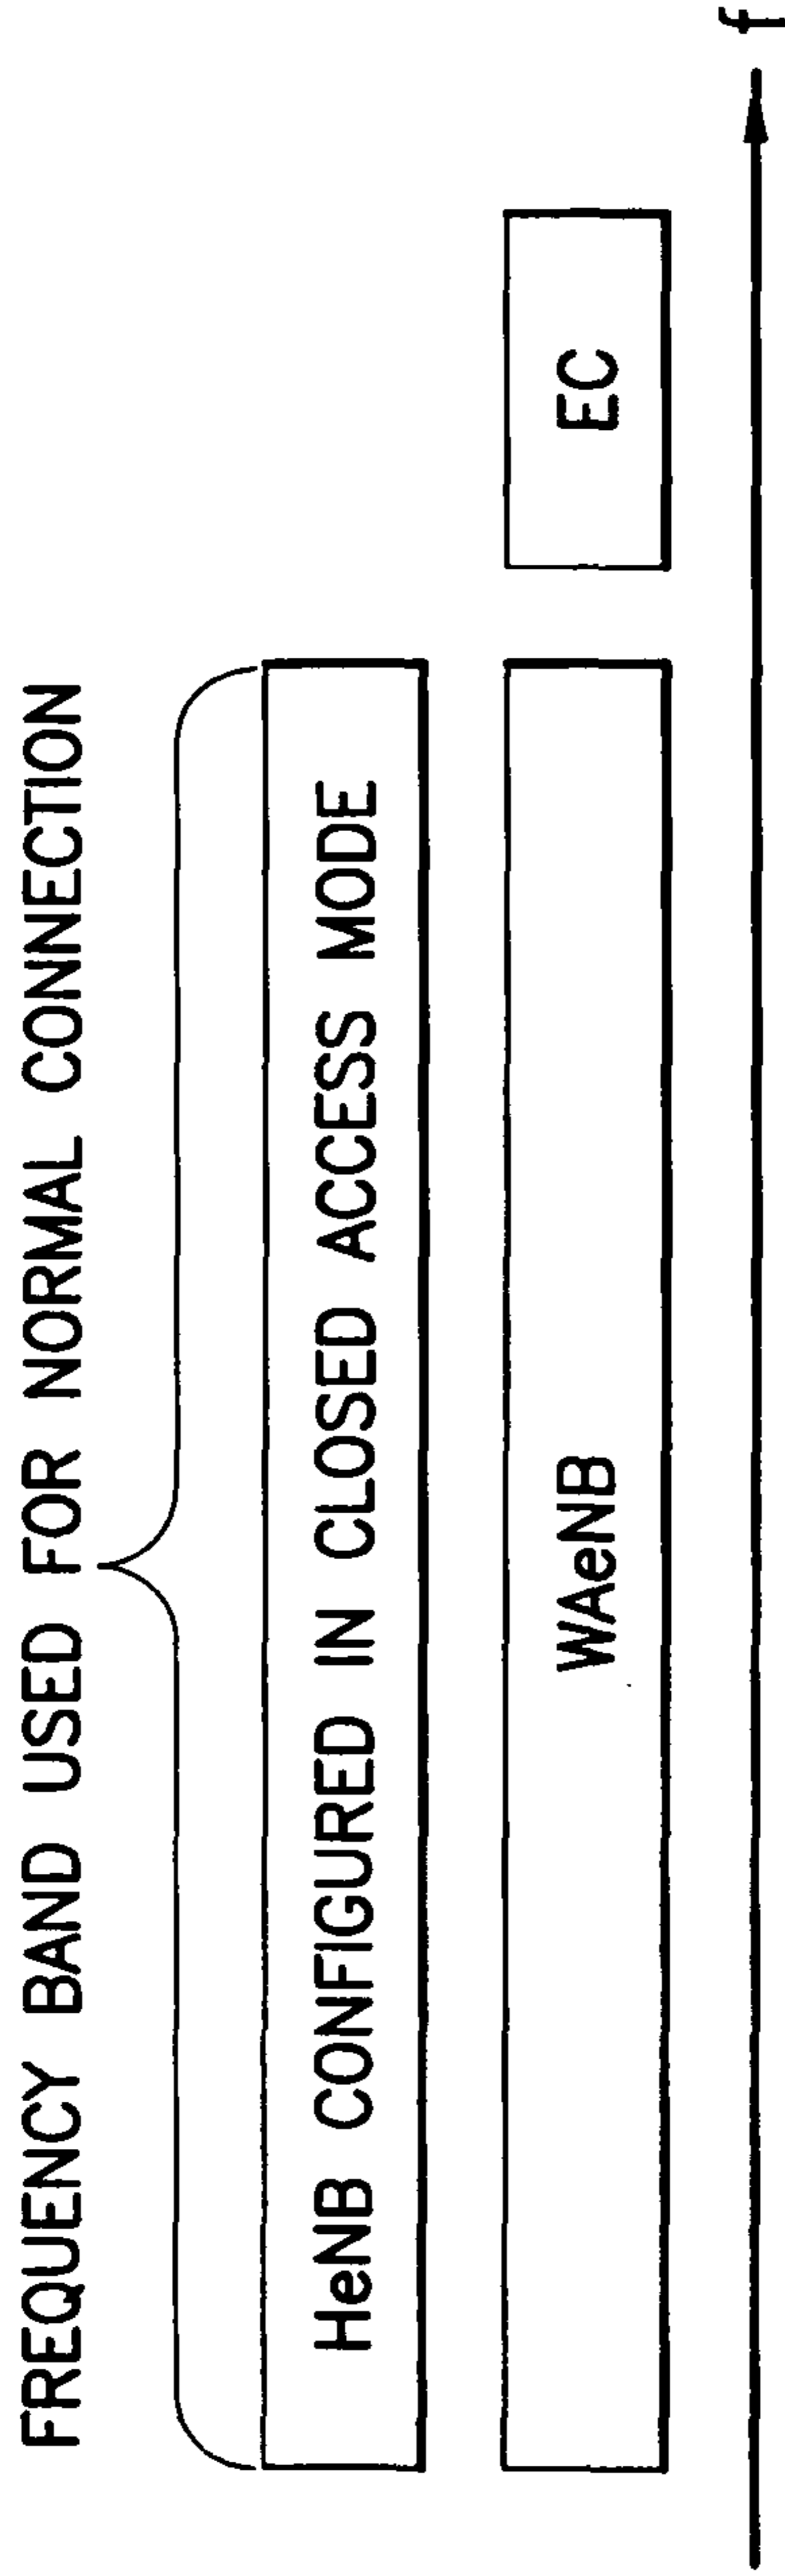 FREQUENCY BAND USED FOR NORMAL CONNECTION
HeNB CONFIGURED IN CLOSED ACCESS MODE
WAeNB
EC
f